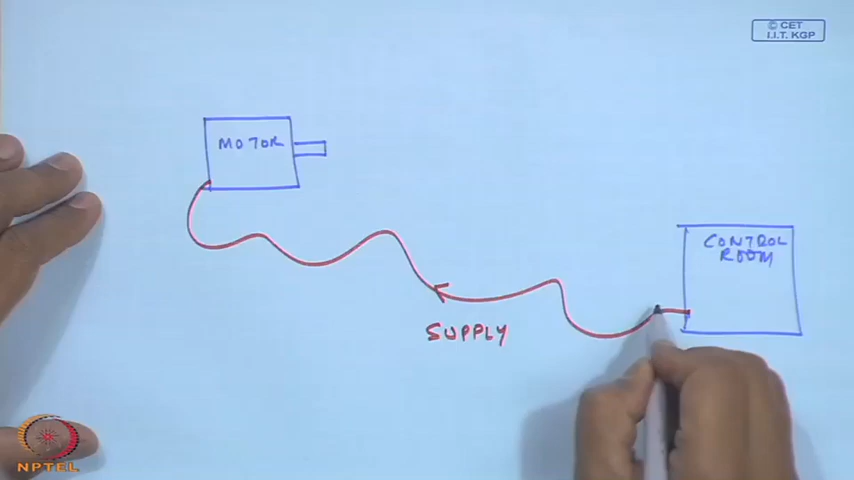 © CET
I.I.T. KGP
MOTOR
CONTROL
ROOM
SUPPLY
NPTEL